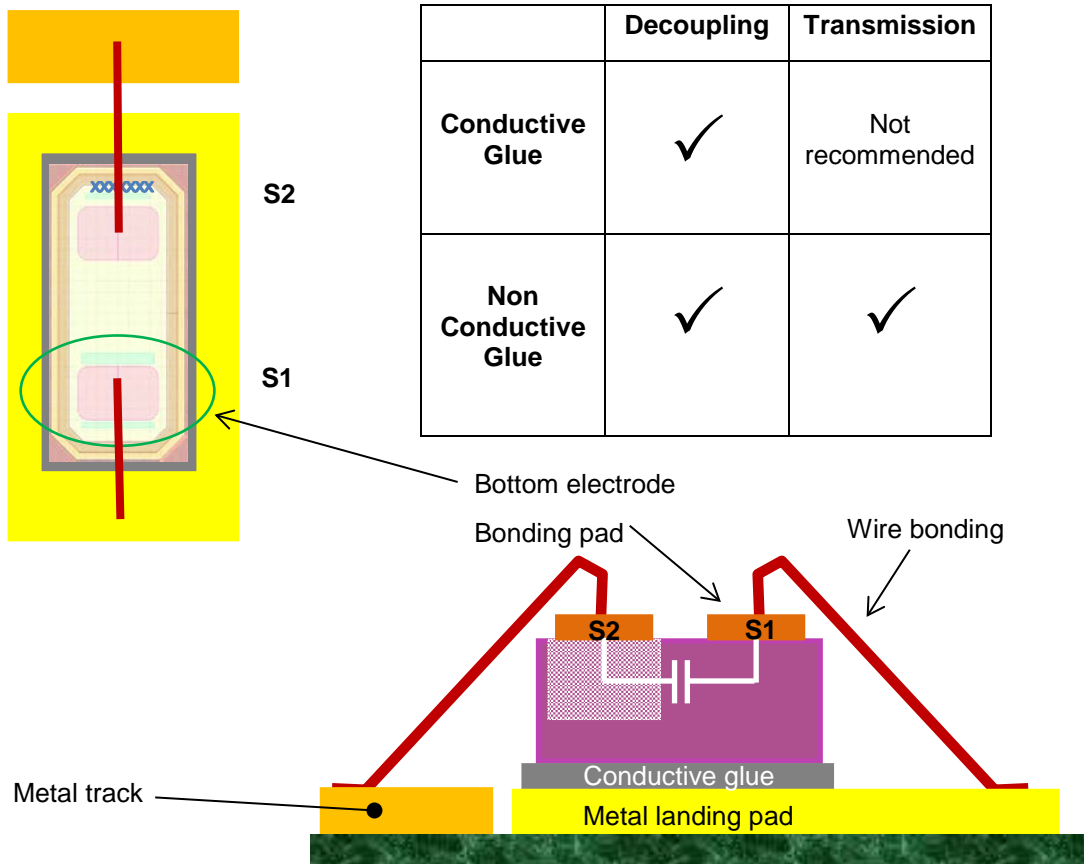 Decoupling Transmission
Conductive
Glue
✓
Not
recommended
Non
Conductive
Glue
✓ ✓
XXXXXXX
S2
S1
Bottom electrode
Bonding pad
Wire bonding
S2 S1
Conductive glue
Metal track
Metal landing pad